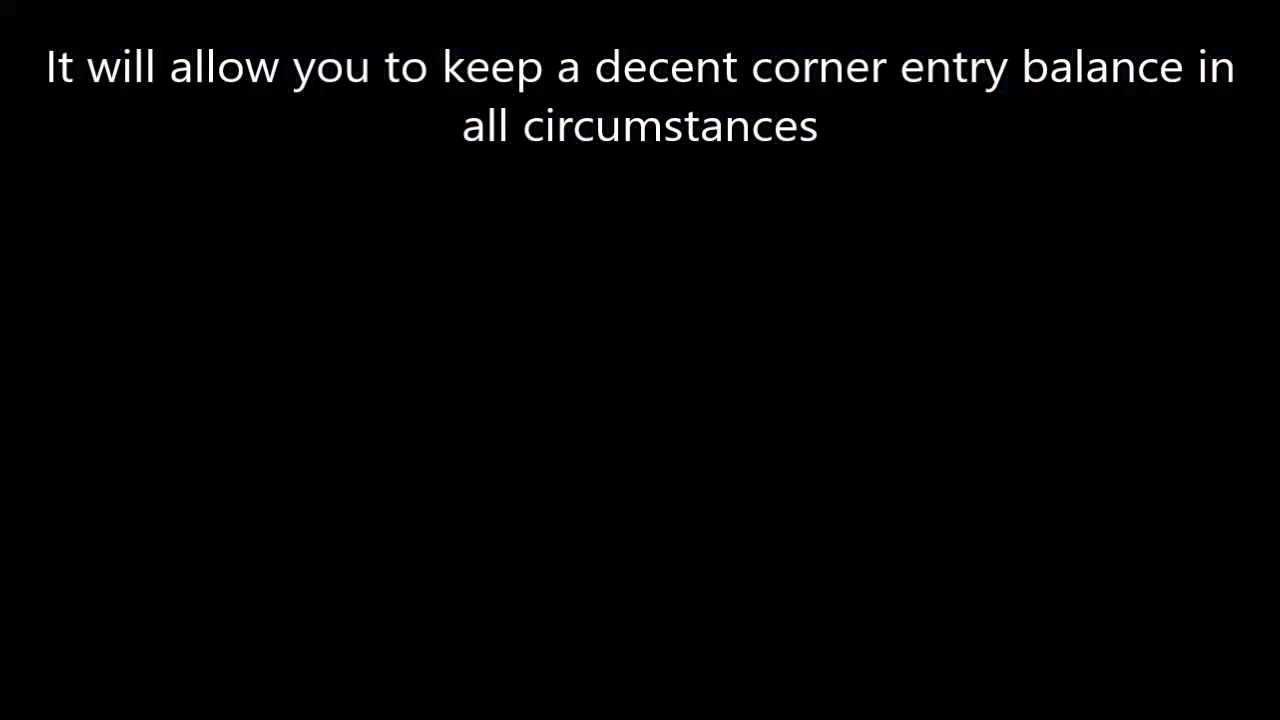 It will allow you to keep a decent corner entry balance in
all circumstances